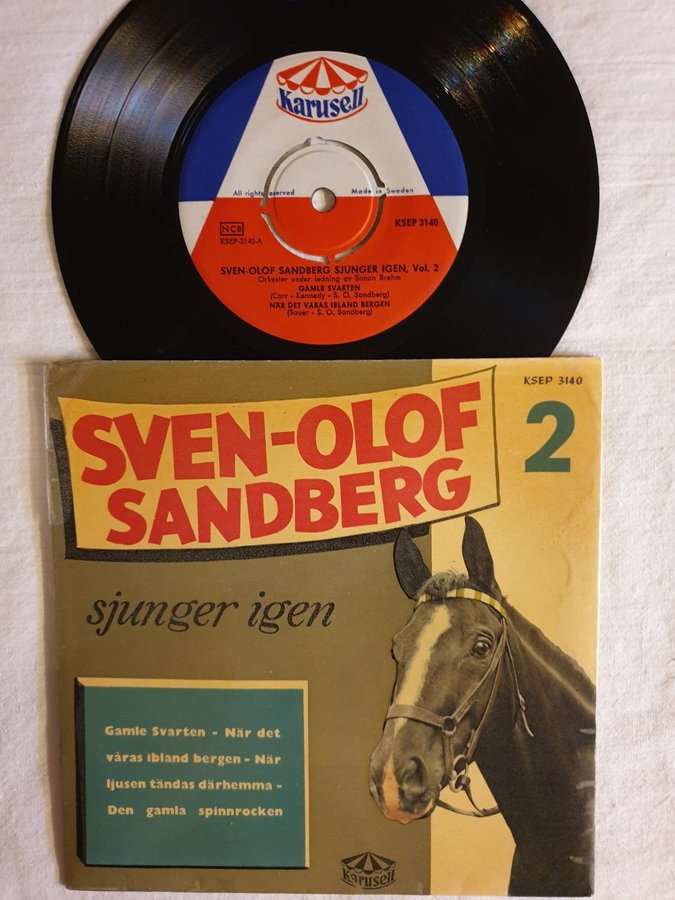 Karusell
All rights reserved
Made in Sweden
NCB
KSEP-3140-A
KSEP 3140
SVEN-OLOF SANDBERG SJUNGER IGEN, Vol. 2
Orkester under ledning av Simon Brehm
GAMLE SVARTEN
(Carr - Kennedy - S. O. Sandberg)
NÄR DET VÅRAS IBLAND BERGEN
(Sauer - S. O. Sandberg)
KSEP 3140
SVEN-OLOF
SANDBERG
2
sjunger igen
Gamle Svarten - När det
våras ibland bergen - När
ljusen tändas därhemma -
Den gamla spinnrocken
Karusell